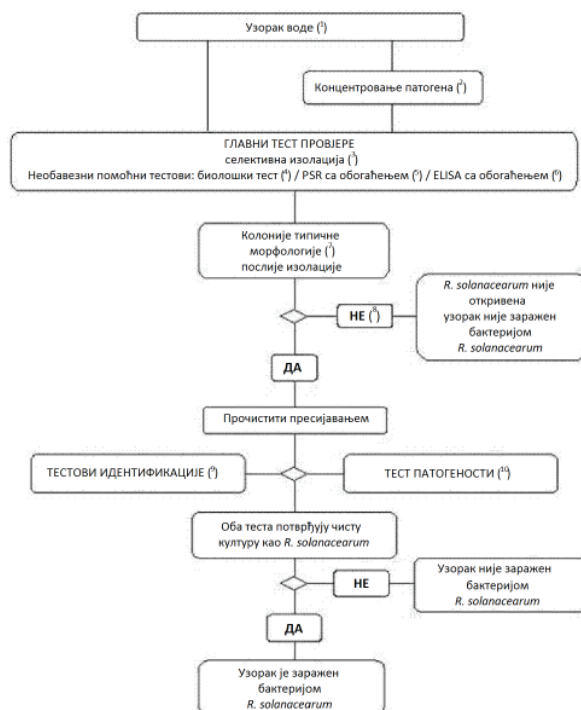 Узорак воде (¹)
Концентровање патогена (²)
ГЛАВНИ ТЕСТ ПРОВЈЕРЕ
селективна изолација (³)
Необавезни помоћни тестови: биолошки тест (⁴) / PSR са обогаћењем (⁵) / ELISA са обогаћењем (⁶)
Колоније типичне
морфологије (⁷)
послије изолације
НЕ (⁸)
R. solanacearum није
откривена
узорак није заражен
бактеријом
R. solanacearum
ДА
Прочистити пресијавањем
ТЕСТОВИ ИДЕНТИФИКАЦИЈЕ (⁹)
ТЕСТ ПАТОГЕНОСТИ (¹⁰)
Оба теста потврђују чисту
културу као R. solanacearum
НЕ
Узорак није заражен
бактеријом
R. solanacearum
ДА
Узорак је заражен
бактеријом
R. solanacearum